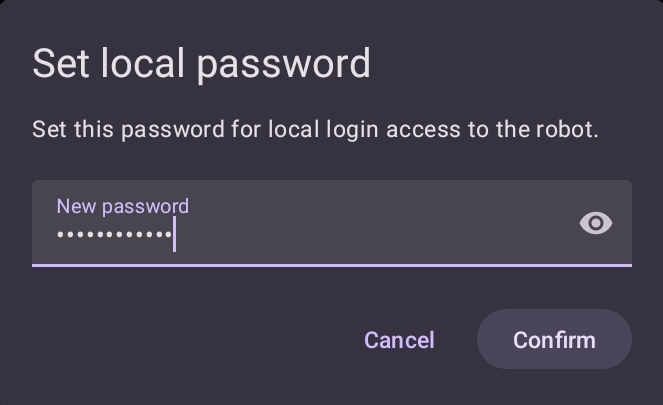 Set local password
Set this password for local login access to the robot.
New password
••••••••••••
Cancel
Confirm